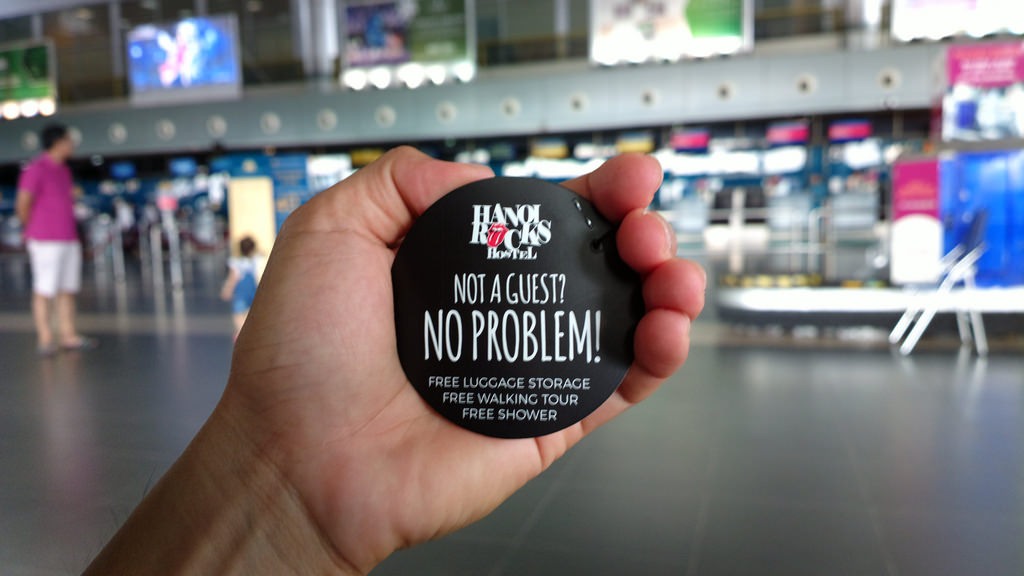 HANOI
ROCKS
HOSTEL
NOT A GUEST?
NO PROBLEM!
FREE LUGGAGE STORAGE
FREE WALKING TOUR
FREE SHOWER